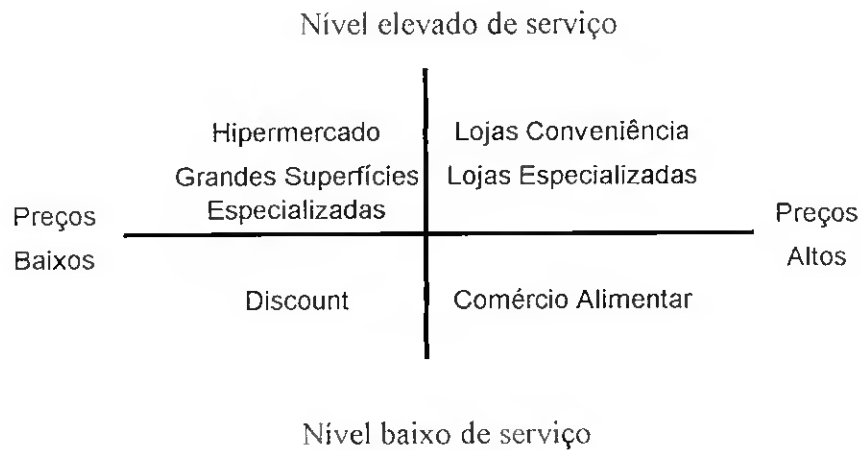 Nível elevado de serviço
Hipermercado
Lojas Conveniência
Grandes Superfícies
Especializadas
Lojas Especializadas
Preços
Baixos
Preços
Altos
Discount
Comércio Alimentar
Nível baixo de serviço